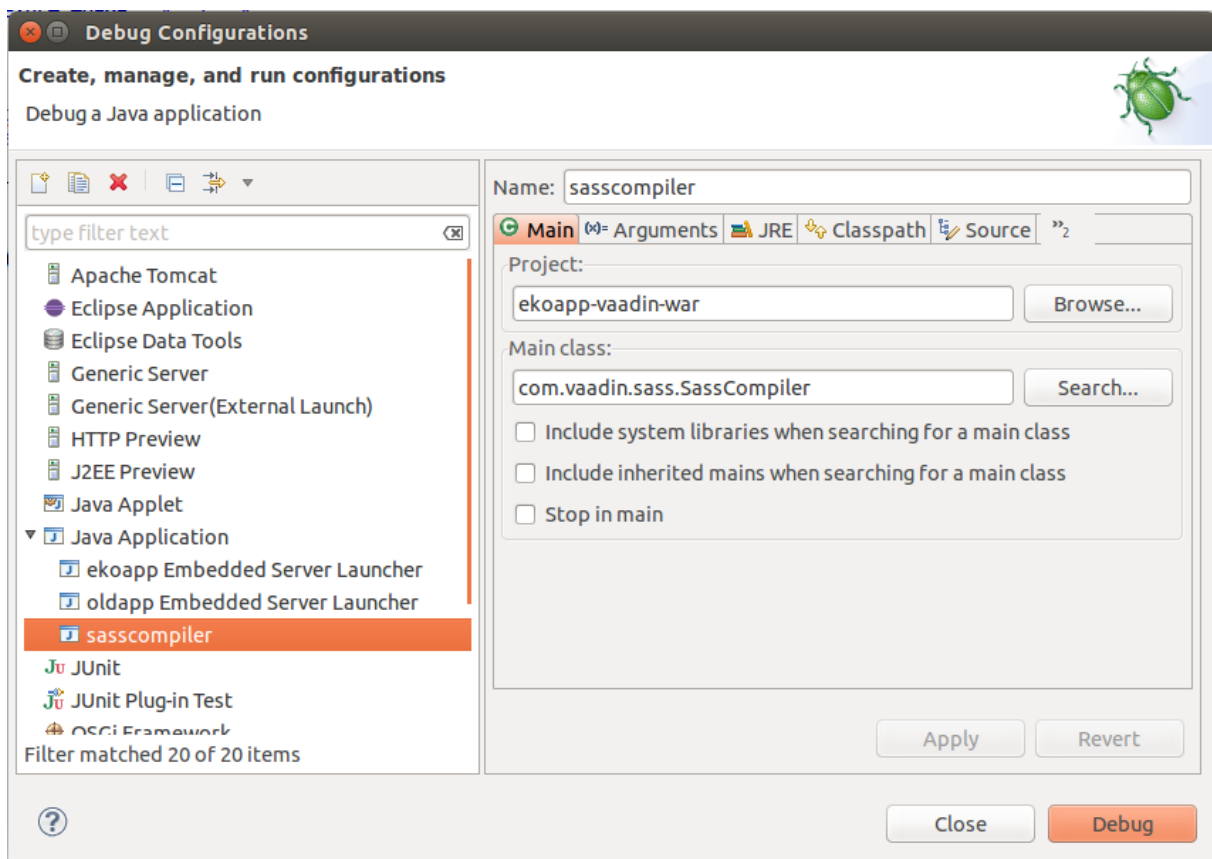 Debug Configurations
Create, manage, and run configurations
Debug a Java application
Name: sasscompiler
type filter text
Main (x)= Arguments JRE Classpath Source »2
Apache Tomcat
Eclipse Application
Eclipse Data Tools
Generic Server
Generic Server(External Launch)
HTTP Preview
J2EE Preview
Java Applet
Java Application
ekoapp Embedded Server Launcher
oldapp Embedded Server Launcher
sasscompiler
JUnit
JUnit Plug-in Test
OSGi Framework
Filter matched 20 of 20 items
Project:
ekoapp-vaadin-war Browse...
Main class:
com.vaadin.sass.SassCompiler Search...
Include system libraries when searching for a main class
Include inherited mains when searching for a main class
Stop in main
Apply Revert
Close Debug